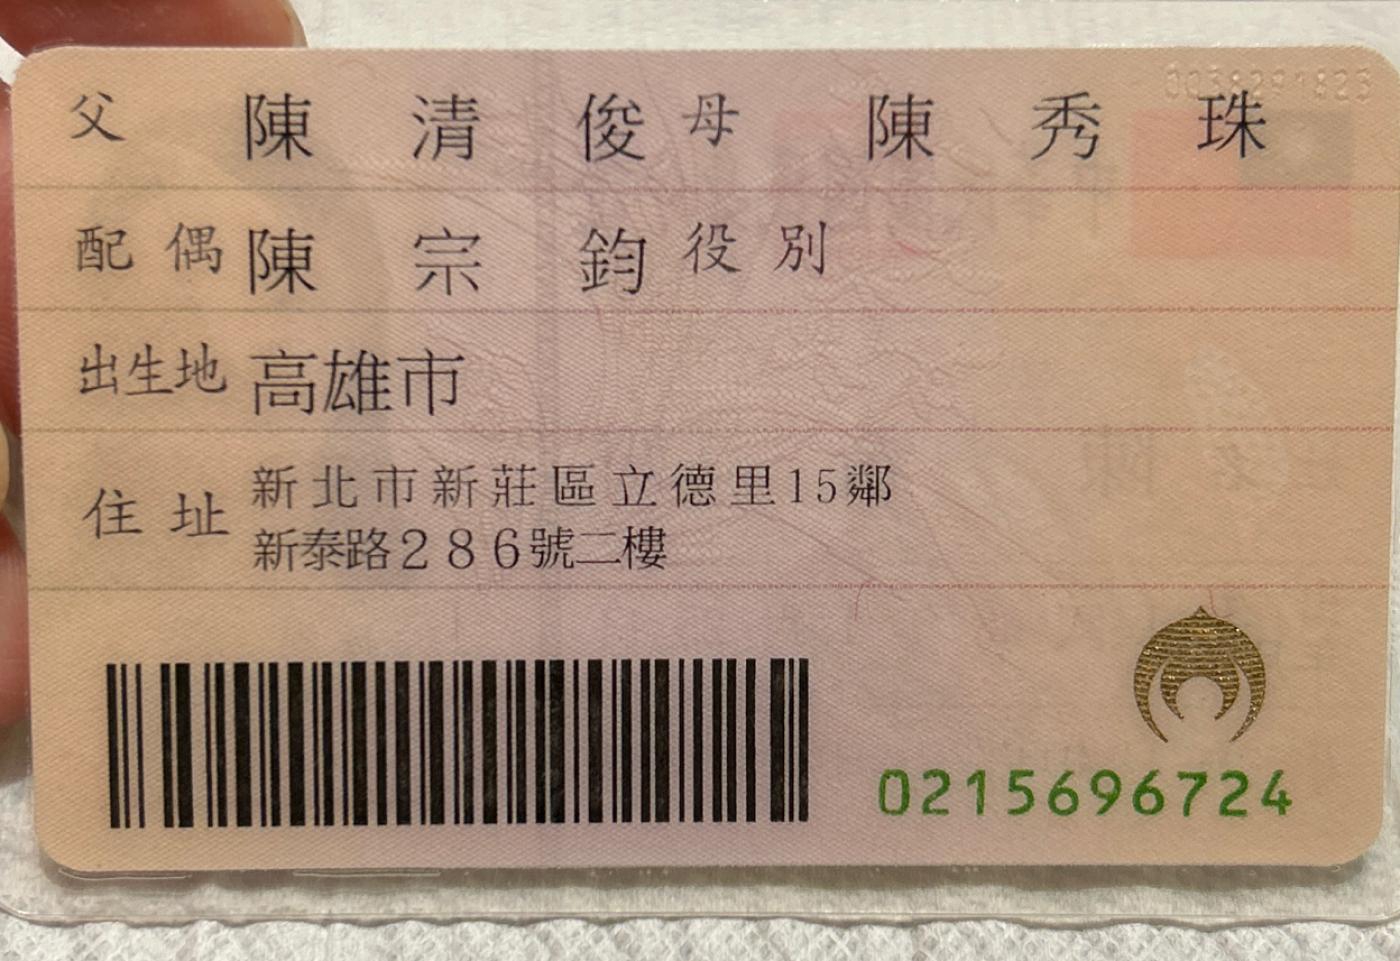 父 陳清俊 母 陳秀珠
配偶 陳宗鈞 役別
出生地 高雄市
住址 新北市新莊區立德里15鄰
新泰路286號二樓
0215696724